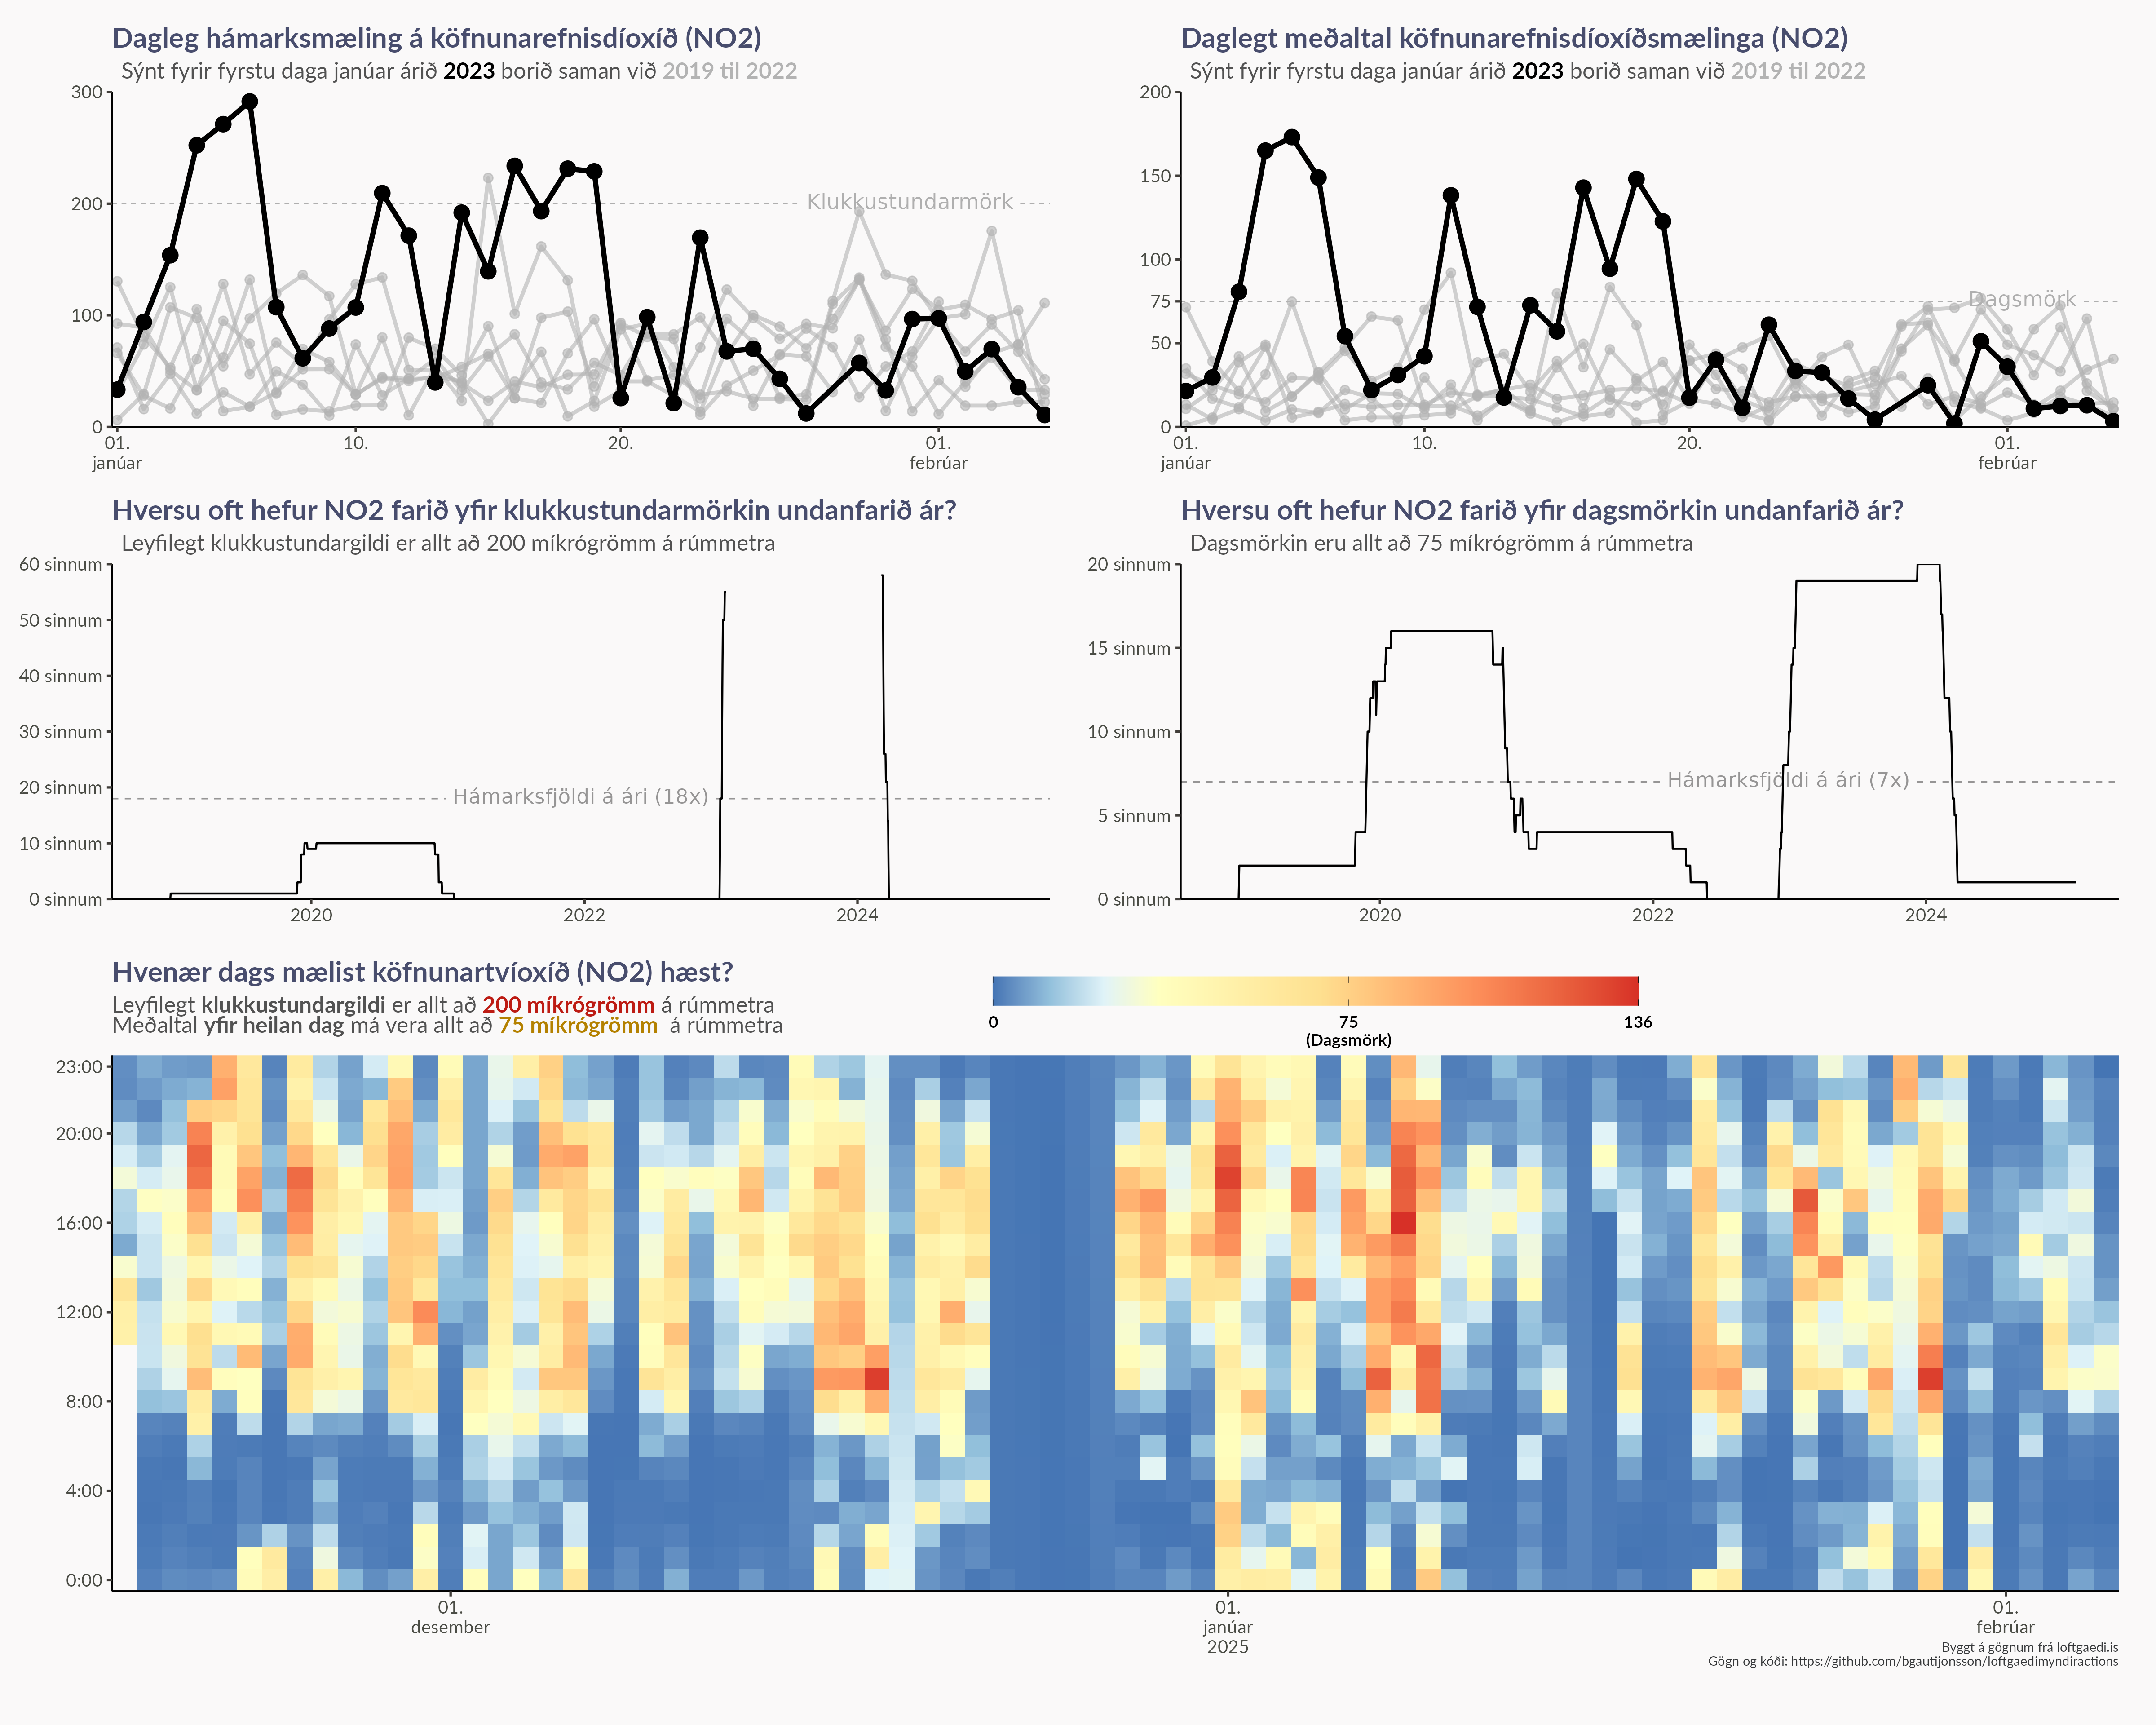 Dagleg hámarksmæling á köfnunarefnisdíoxíð (NO2)
Sýnt fyrir fyrstu daga janúar árið 2023 borið saman við 2019 til 2022
300
200
100
0
Klukkustundarmörk
01.
janúar
10.
20.
01.
febrúar
Daglegt meðaltal köfnunarefnisdíoxíðsmælinga (NO2)
Sýnt fyrir fyrstu daga janúar árið 2023 borið saman við 2019 til 2022
200
150
100
75
50
0
Dagsmörk
01.
janúar
10.
20.
01.
febrúar
Hversu oft hefur NO2 farið yfir klukkustundarmörkin undanfarið ár?
Leyfilegt klukkustundargildi er allt að 200 míkrógrömm á rúmmetra
60 sinnum
50 sinnum
40 sinnum
30 sinnum
20 sinnum
10 sinnum
0 sinnum
Hámarksfjöldi á ári (18x)
2020
2022
2024
Hversu oft hefur NO2 farið yfir dagsmörkin undanfarið ár?
Dagsmörkin eru allt að 75 míkrógrömm á rúmmetra
20 sinnum
15 sinnum
10 sinnum
5 sinnum
0 sinnum
Hámarksfjöldi á ári (7x)
2020
2022
2024
Hvenær dags mælist köfnunartvíoxíð (NO2) hæst?
Leyfilegt klukkustundargildi er allt að 200 míkrógrömm á rúmmetra
Meðaltal yfir heilan dag má vera allt að 75 míkrógrömm á rúmmetra
0
75
(Dagsmörk)
136
23:00
20:00
16:00
12:00
8:00
4:00
0:00
01.
desember
01.
janúar
2025
01.
febrúar
Byggt á gögnum frá loftgaedi.is
Gögn og kóði: https://github.com/bgautijonsson/loftgaedimyndiractions